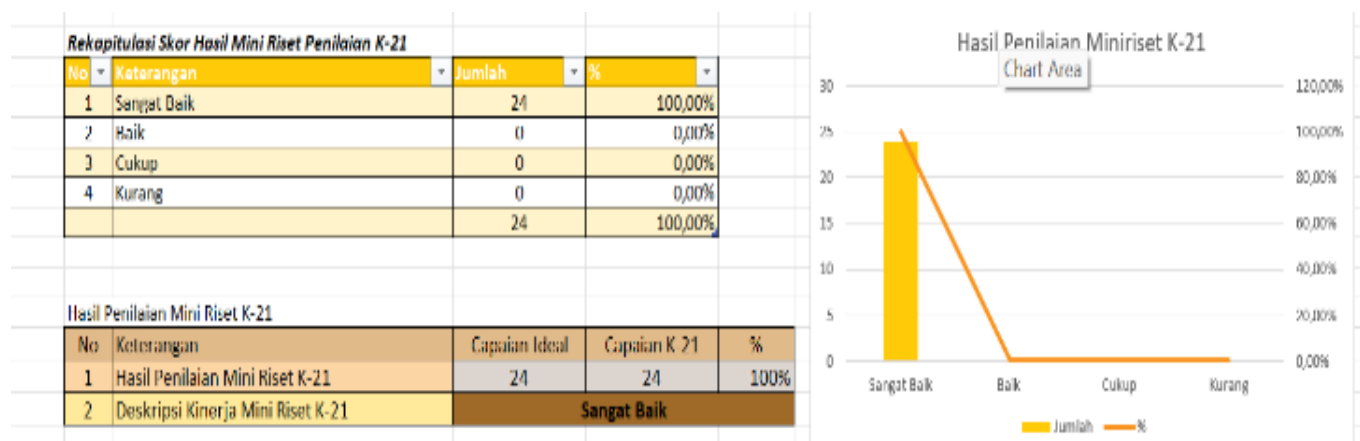 Rekapitulasi Skor Hasil Mini Riset Penilaian K-21
No Keterangan Jumlah %
1 Sangat Baik 24 100,00%
2 Baik 0 0,00%
3 Cukup 0 0,00%
4 Kurang 0 0,00%
24 100,00%
Hasil Penilaian Mini Riset K-21
No Keterangan Capaian Ideal Capaian K-21 %
1 Hasil Penilaian Mini Riset K-21 24 24 100%
2 Deskripsi Kinerja Mini Riset K-21 Sangat Baik
Hasil Penilaian Miniriset K-21
Chart Area
30 120,00%
25 100,00%
20 80,00%
15 60,00%
10 40,00%
5 20,00%
0 0,00%
Sangat Baik Baik Cukup Kurang
Jumlah %